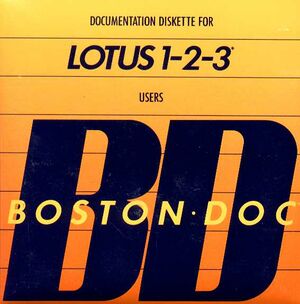 DOCUMENTATION DISKETTE FOR
LOTUS 1-2-3®
USERS
BD
BOSTON·DOC